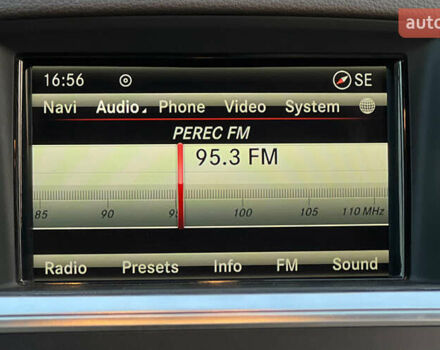 auto
16:56 SE
Navi Audio Phone Video System
PEREC FM
95.3 FM
85 90 95 100 105 110 MHz
Radio Presets Info FM Sound